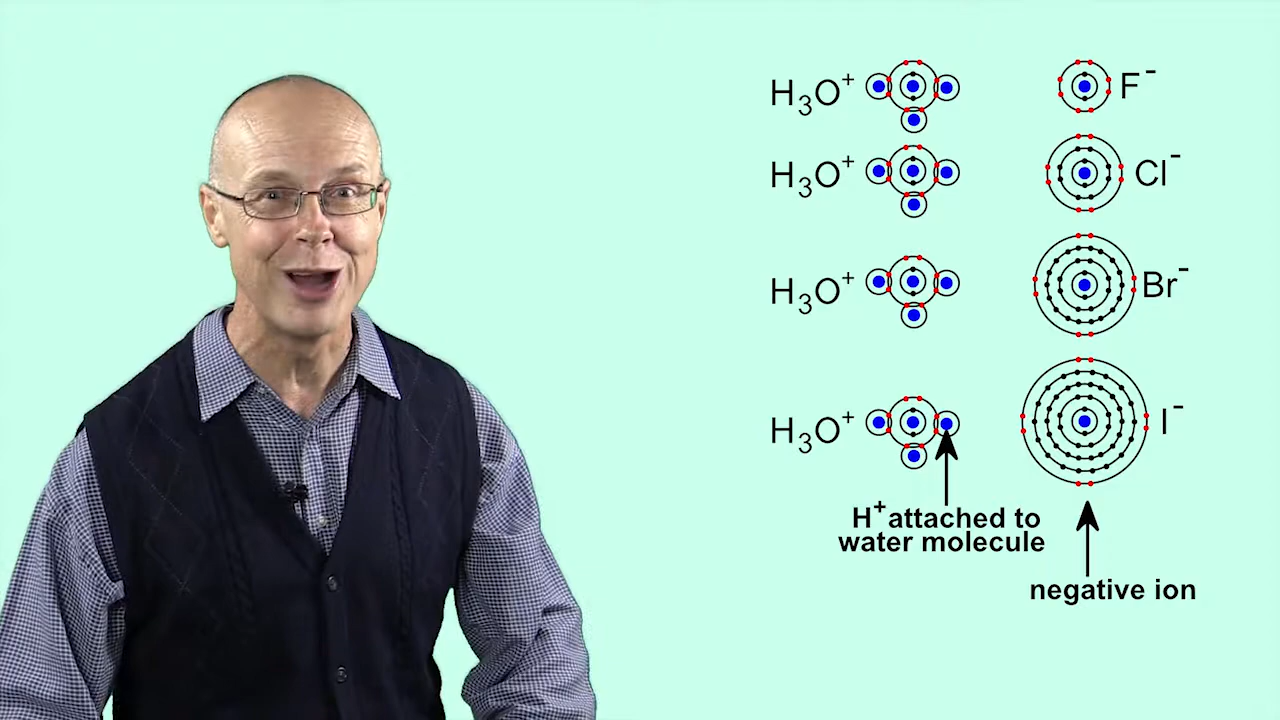 H₃O⁺ F⁻
H₃O⁺ Cl⁻
H₃O⁺ Br⁻
H₃O⁺ I⁻
H⁺ attached to
water molecule
negative ion